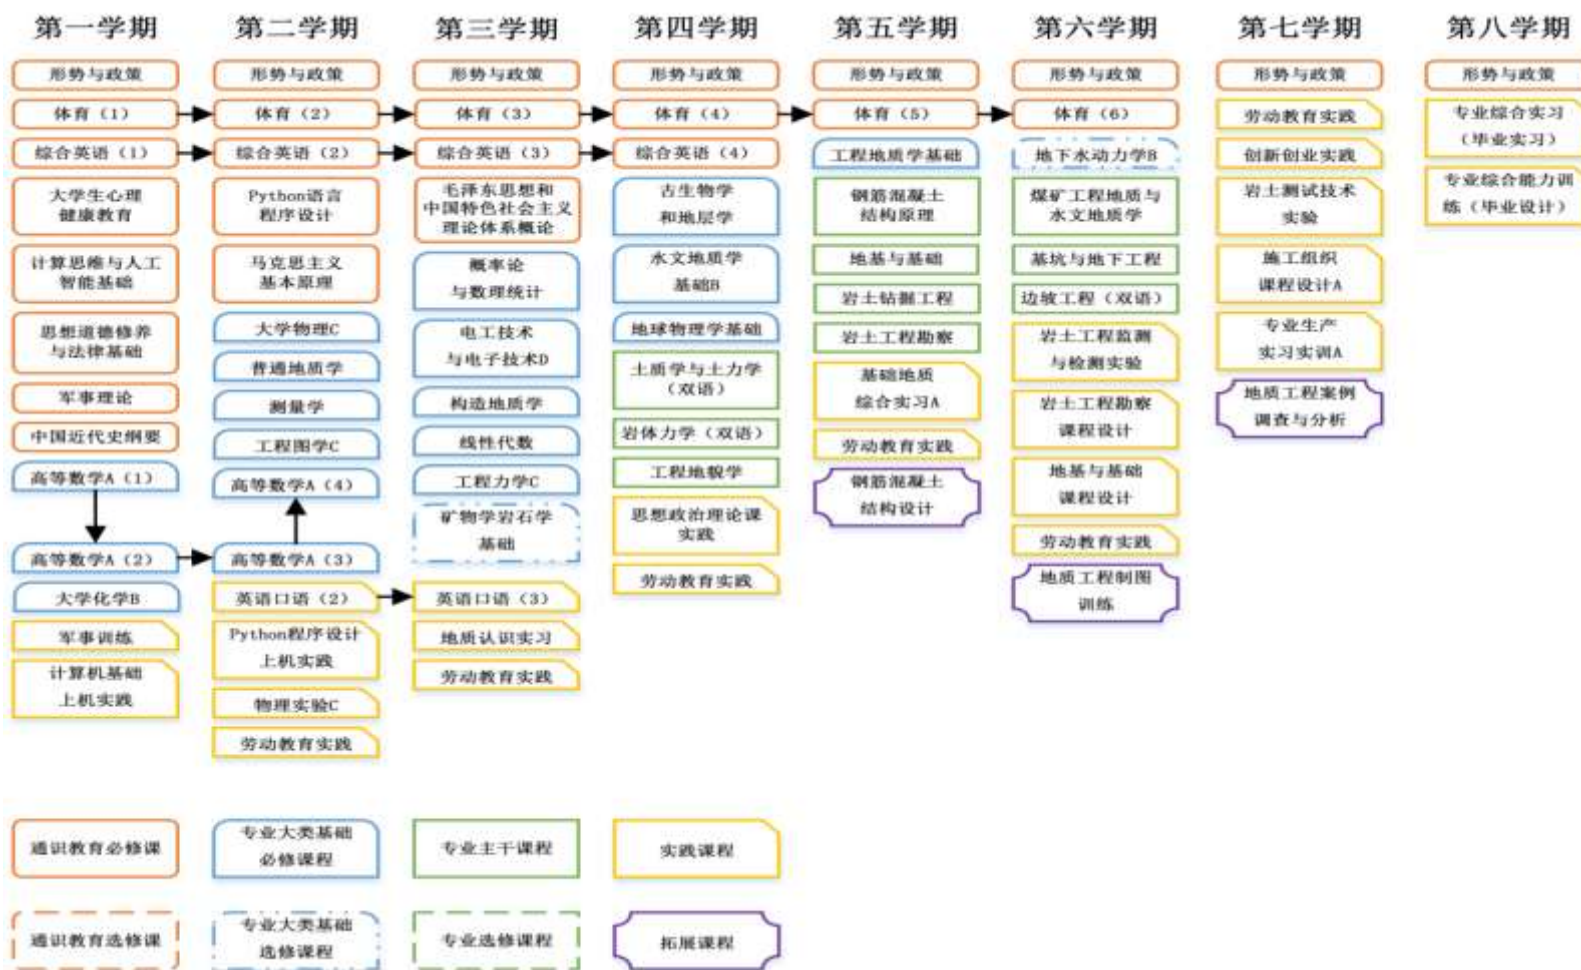 第一学期
形势与政策
体育（1）
综合英语（1）
大学生心理
健康教育
计算思维与人工
智能基础
思想道德修养
与法律基础
军事理论
中国近代史纲要
高等数学A（1）
高等数学A（2）
大学化学B
军事训练
计算机基础
上机实践
第二学期
形势与政策
体育（2）
综合英语（2）
Python语言
程序设计
马克思主义
基本原理
大学物理C
普通地质学
测量学
工程图学C
高等数学A（4）
高等数学A（3）
英语口语（2）
Python程序设计
上机实践
物理实验C
劳动教育实践
第三学期
形势与政策
体育（3）
综合英语（3）
毛泽东思想和
中国特色社会主义
理论体系概论
概率论
与数理统计
电工技术
与电子技术D
构造地质学
线性代数
工程力学C
矿物学岩石学
基础
英语口语（3）
地质认识实习
劳动教育实践
第四学期
形势与政策
体育（4）
综合英语（4）
古生物学
和地层学
水文地质学
基础B
地球物理学基础
土质学与土力学
（双语）
岩体力学（双语）
工程地貌学
思想政治理论课
实践
劳动教育实践
第五学期
形势与政策
体育（5）
工程地质学基础
钢筋混凝土
结构原理
地基与基础
岩土钻掘工程
岩土工程勘察
基础地质
综合实习A
劳动教育实践
钢筋混凝土
结构设计
第六学期
形势与政策
体育（6）
地下水动力学B
煤矿工程地质与
水文地质学
基坑与地下工程
边坡工程（双语）
岩土工程监测
与检测实验
岩土工程勘察
课程设计
地基与基础
课程设计
劳动教育实践
地质工程制图
训练
第七学期
形势与政策
劳动教育实践
创新创业实践
岩土测试技术
实验
施工组织
课程设计A
专业生产
实习实训A
地质工程案例
调查与分析
第八学期
形势与政策
专业综合实习
（毕业实习）
专业综合能力训
练（毕业设计）
通识教育必修课
专业大类基础
必修课程
专业主干课程
实践课程
通识教育选修课
专业大类基础
选修课程
专业选修课程
拓展课程